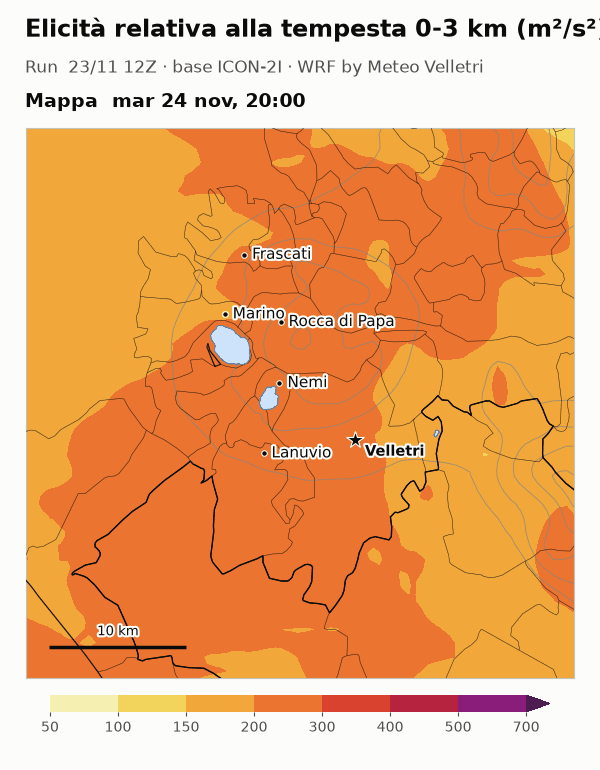 Elicità relativa alla tempesta 0-3 km (m²/s²)
Run 23/11 12Z · base ICON-2I · WRF by Meteo Velletri
Mappa mar 24 nov, 20:00
Frascati
Marino
Rocca di Papa
Nemi
Velletri
Lanuvio
10 km
50 100 150 200 300 400 500 700